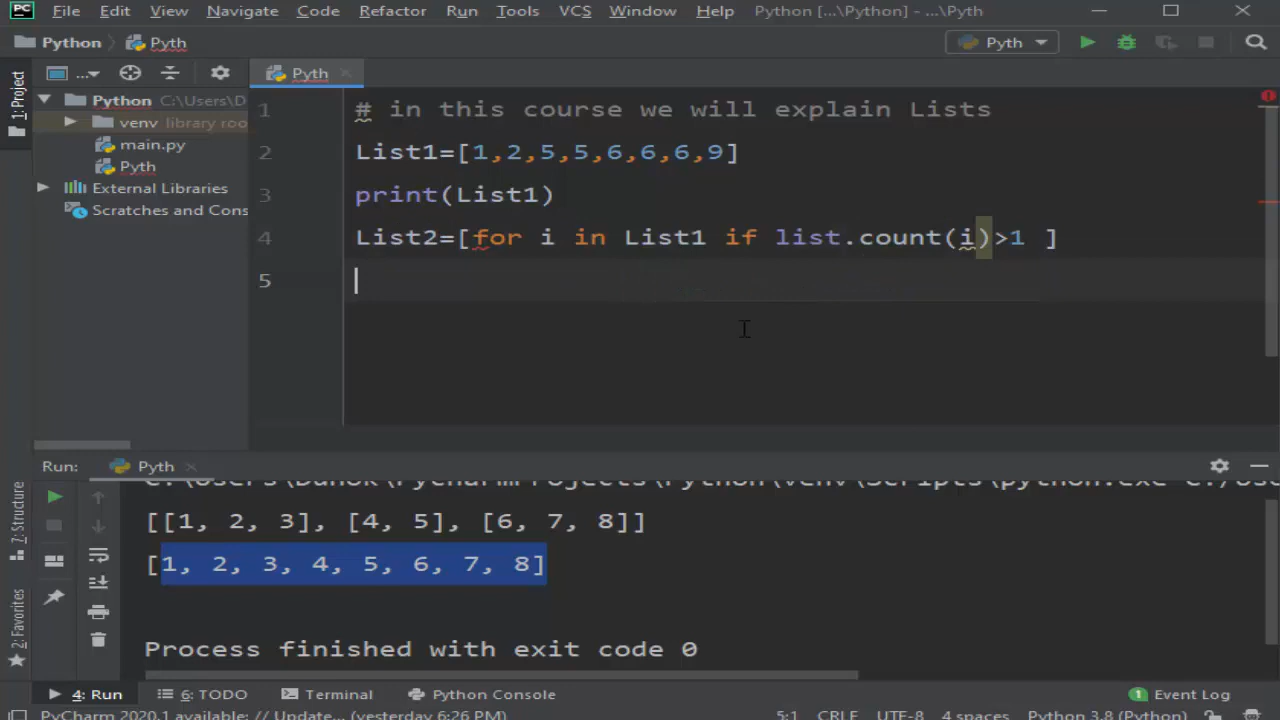 File Edit View Navigate Code Refactor Run Tools VCS Window Help Python [...\Python] - ...\Pyth
Python Pyth Pyth
1: Project
... Pyth
Python C:\Users\D
venv library roo
main.py
Pyth
External Libraries
Scratches and Cons
1 # in this course we will explain Lists
2 List1=[1,2,5,5,6,6,6,9]
3 print(List1)
4 List2=[for i in List1 if list.count(i)>1 ]
5
Run: Pyth
C:\Users\Dahok\PycharmProjects\Python\venv\Scripts\python.exe
[[1, 2, 3], [4, 5], [6, 7, 8]]
[1, 2, 3, 4, 5, 6, 7, 8]
Process finished with exit code 0
7: Structure
2: Favorites
4: Run 6: TODO Terminal Python Console 1 Event Log
PyCharm 2020.1 available: // Update... (yesterday 6:26 PM) 5:1 CRLF UTF-8 4 spaces Python 3.8 (Python)